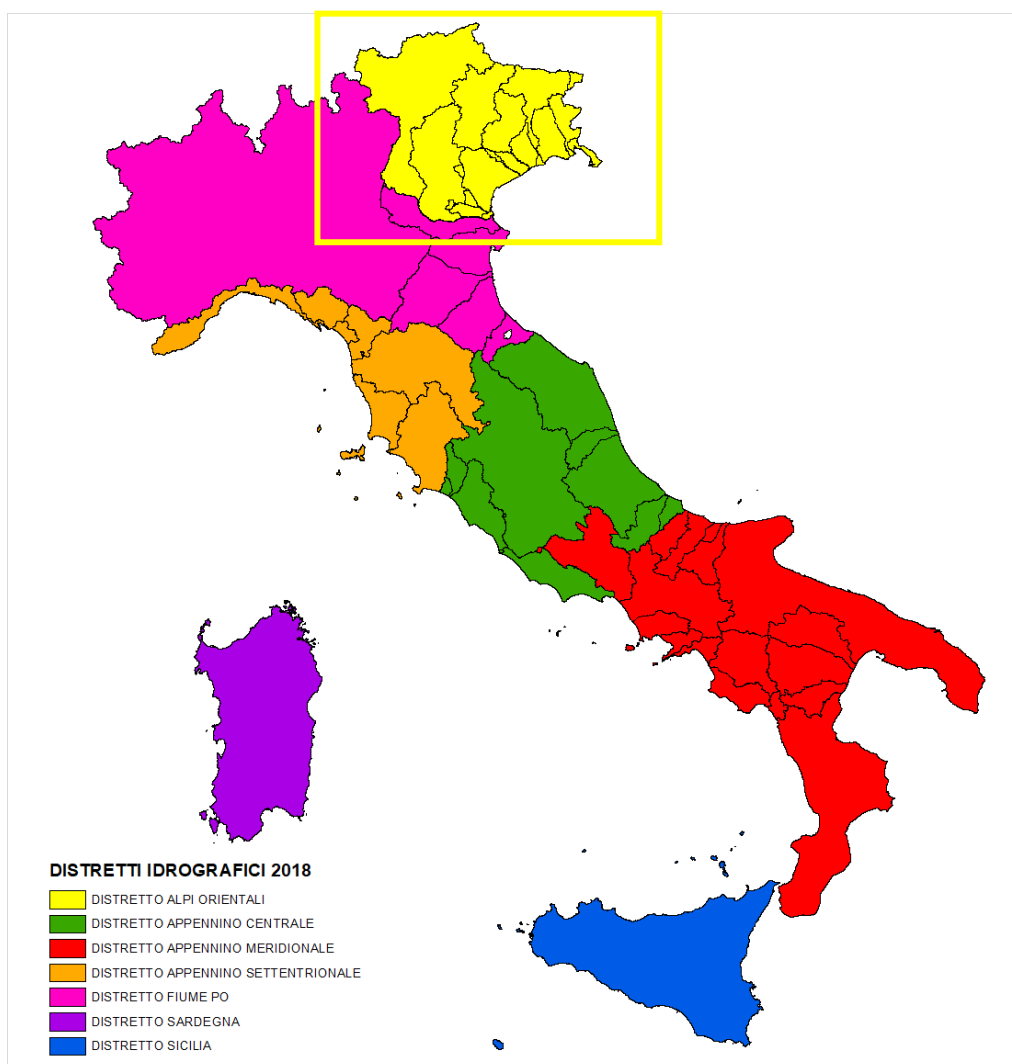 DISTRETTI IDROGRAFICI 2018
DISTRETTO ALPI ORIENTALI
DISTRETTO APPENNINO CENTRALE
DISTRETTO APPENNINO MERIDIONALE
DISTRETTO APPENNINO SETTENTRIONALE
DISTRETTO FIUME PO
DISTRETTO SARDEGNA
DISTRETTO SICILIA